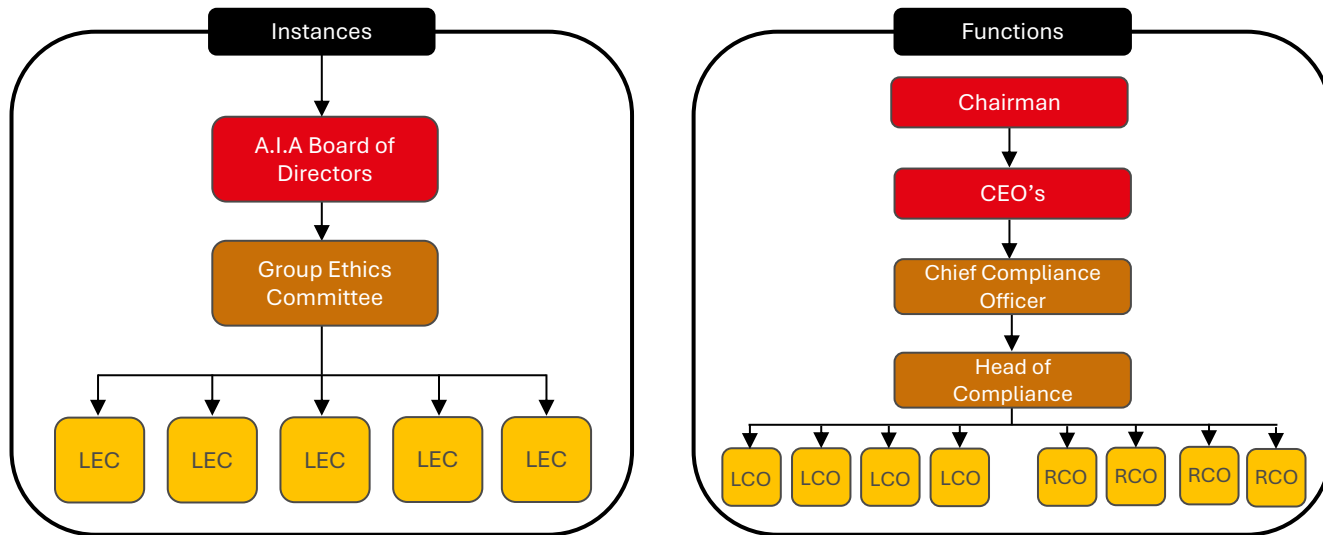 Instances
A.I.A Board of
Directors
Group Ethics
Committee
LEC
LEC
LEC
LEC
LEC
Functions
Chairman
CEO’s
Chief Compliance
Officer
Head of
Compliance
LCO
LCO
LCO
LCO
RCO
RCO
RCO
RCO